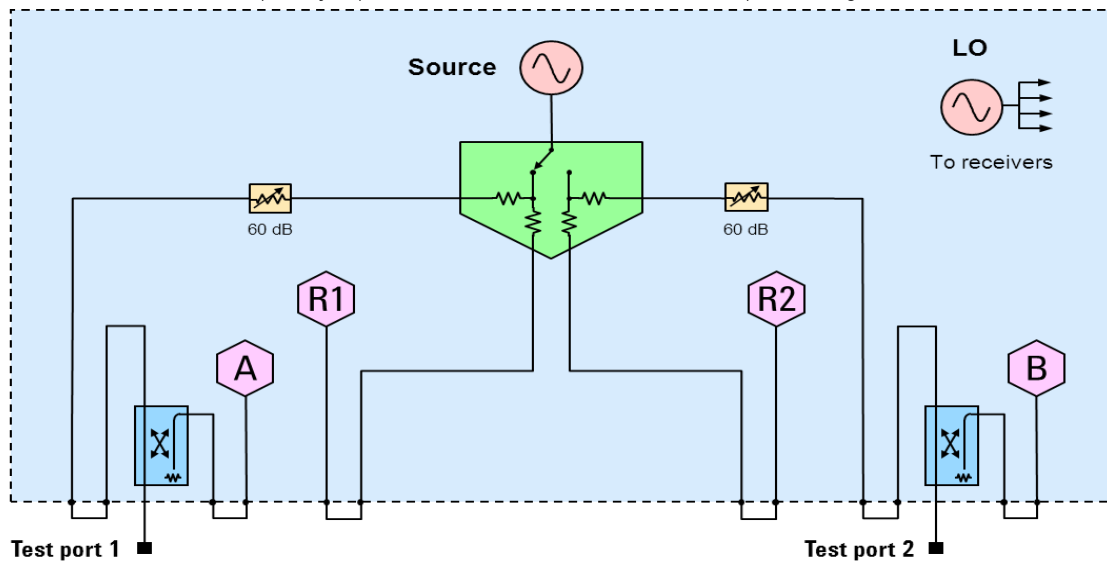 Source
LO
To receivers
60 dB
60 dB
R1
R2
A
B
Test port 1
Test port 2